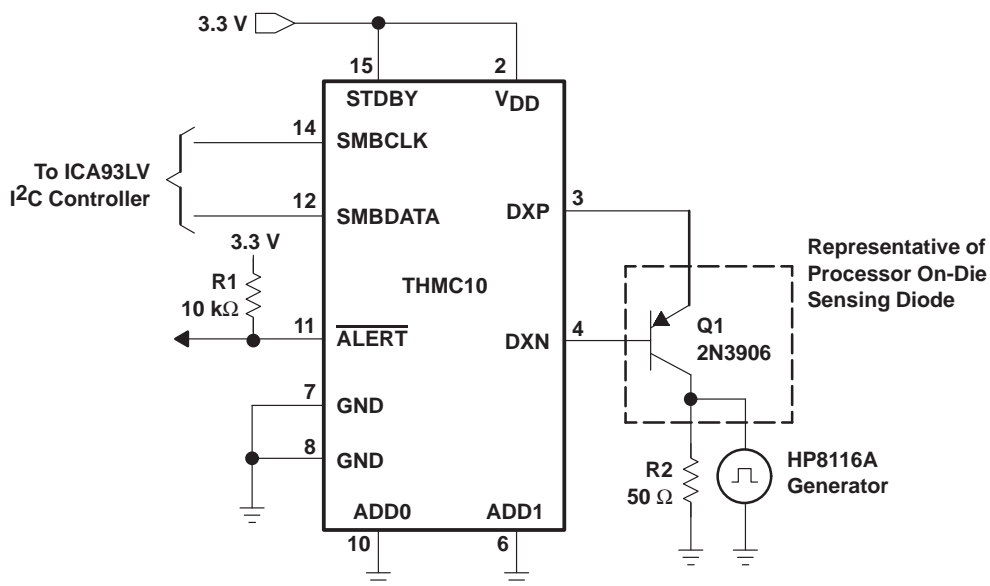 3.3 V
15
2
STDBY
VDD
14
SMBCLK
To ICA93LV
I2C Controller
3
DXP
12
SMBDATA
3.3 V
Representative of
Processor On-Die
Sensing Diode
R1
10 kΩ
THMC10
11
ALERT
4
DXN
Q1
2N3906
7
GND
8
GND
R2
50 Ω
HP8116A
Generator
ADD0
ADD1
10
6